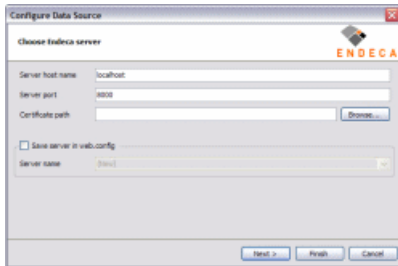 Configure Data Source
Choose Endeca server
ENDECA
Server host name localhost
Server port 8000
Certificate path Browse...
Save server in web.config
Server name (New)
Next > Finish Cancel